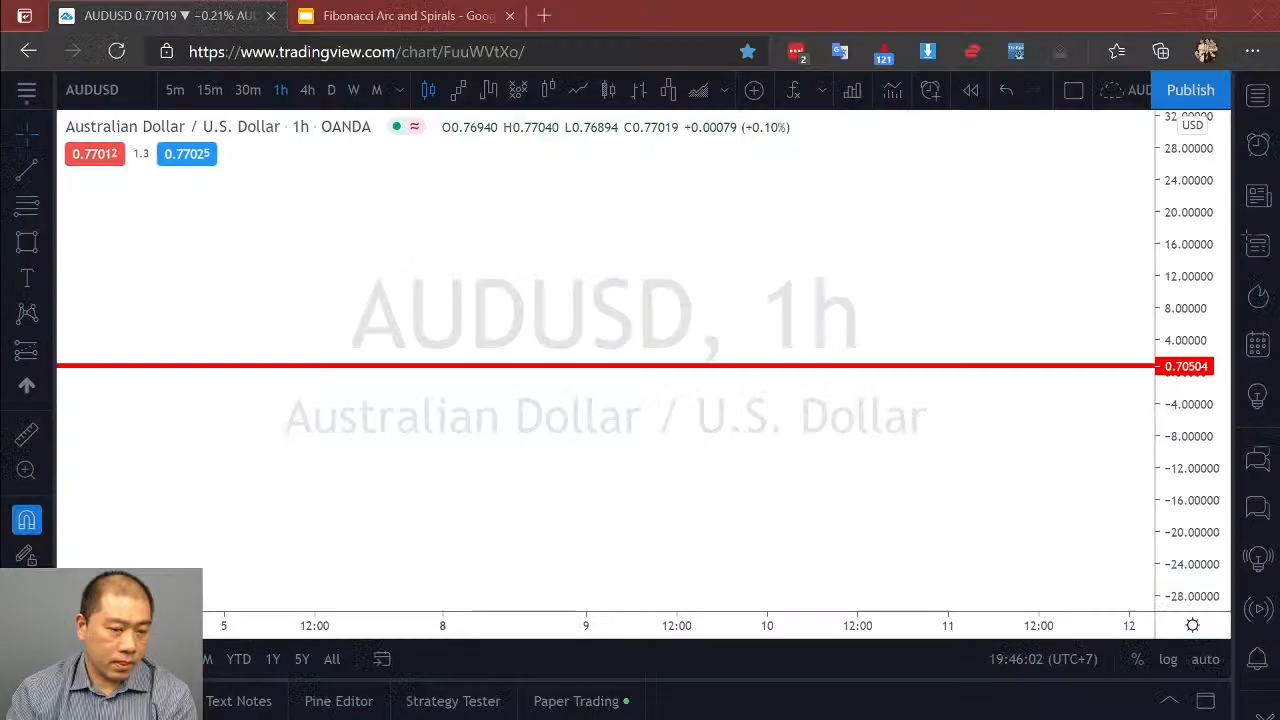 AUDUSD 0.77019 ▼ −0.21% AU
Fibonacci Arc and Spirals - Goog
https://www.tradingview.com/chart/FuuWVtXo/
2
121
AUDUSD 5m 15m 30m 1h 4h D W M AUD Publish
Australian Dollar / U.S. Dollar · 1h · OANDA O0.76940 H0.77040 L0.76894 C0.77019 +0.00079 (+0.10%)
0.77012 1.3 0.77025
32.00000
USD
28.00000
24.00000
20.00000
16.00000
12.00000
8.00000
4.00000
0.70504
−4.00000
−8.00000
−12.00000
−16.00000
−20.00000
−24.00000
−28.00000
AUDUSD, 1h
Australian Dollar / U.S. Dollar
5 12:00 8 9 12:00 10 12:00 11 12:00 12
M YTD 1Y 5Y All 19:46:02 (UTC+7) % log auto
Text Notes Pine Editor Strategy Tester Paper Trading